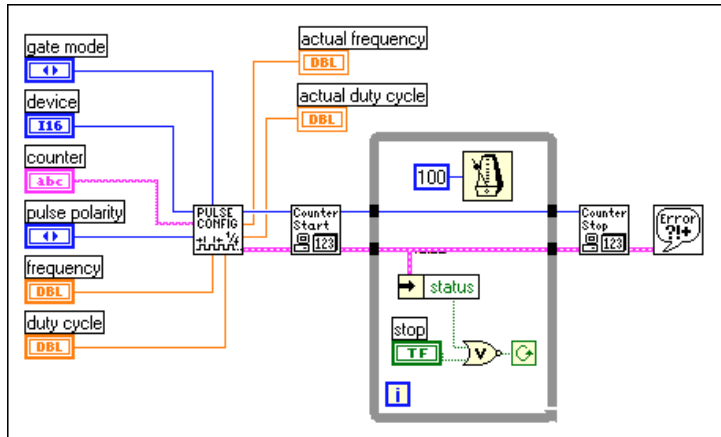 gate mode
device
I16
counter
abc
pulse polarity
frequency
DBL
duty cycle
DBL
PULSE
CONFIG
actual frequency
DBL
actual duty cycle
DBL
Counter
Start
123
100
status
stop
TF
V
i
Counter
Stop
123
Error
?!+